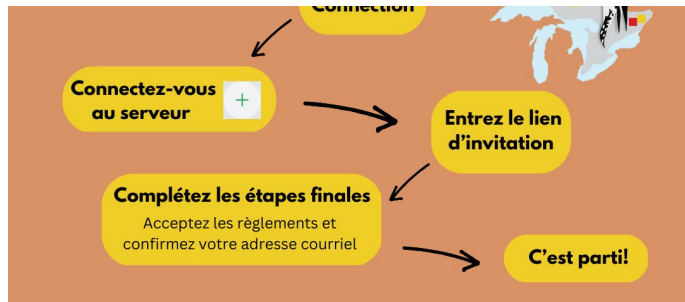 Connection
Connectez-vous
au serveur
Entrez le lien
d'invitation
Complétez les étapes finales
Acceptez les règlements et
confirmez votre adresse courriel
C'est parti!